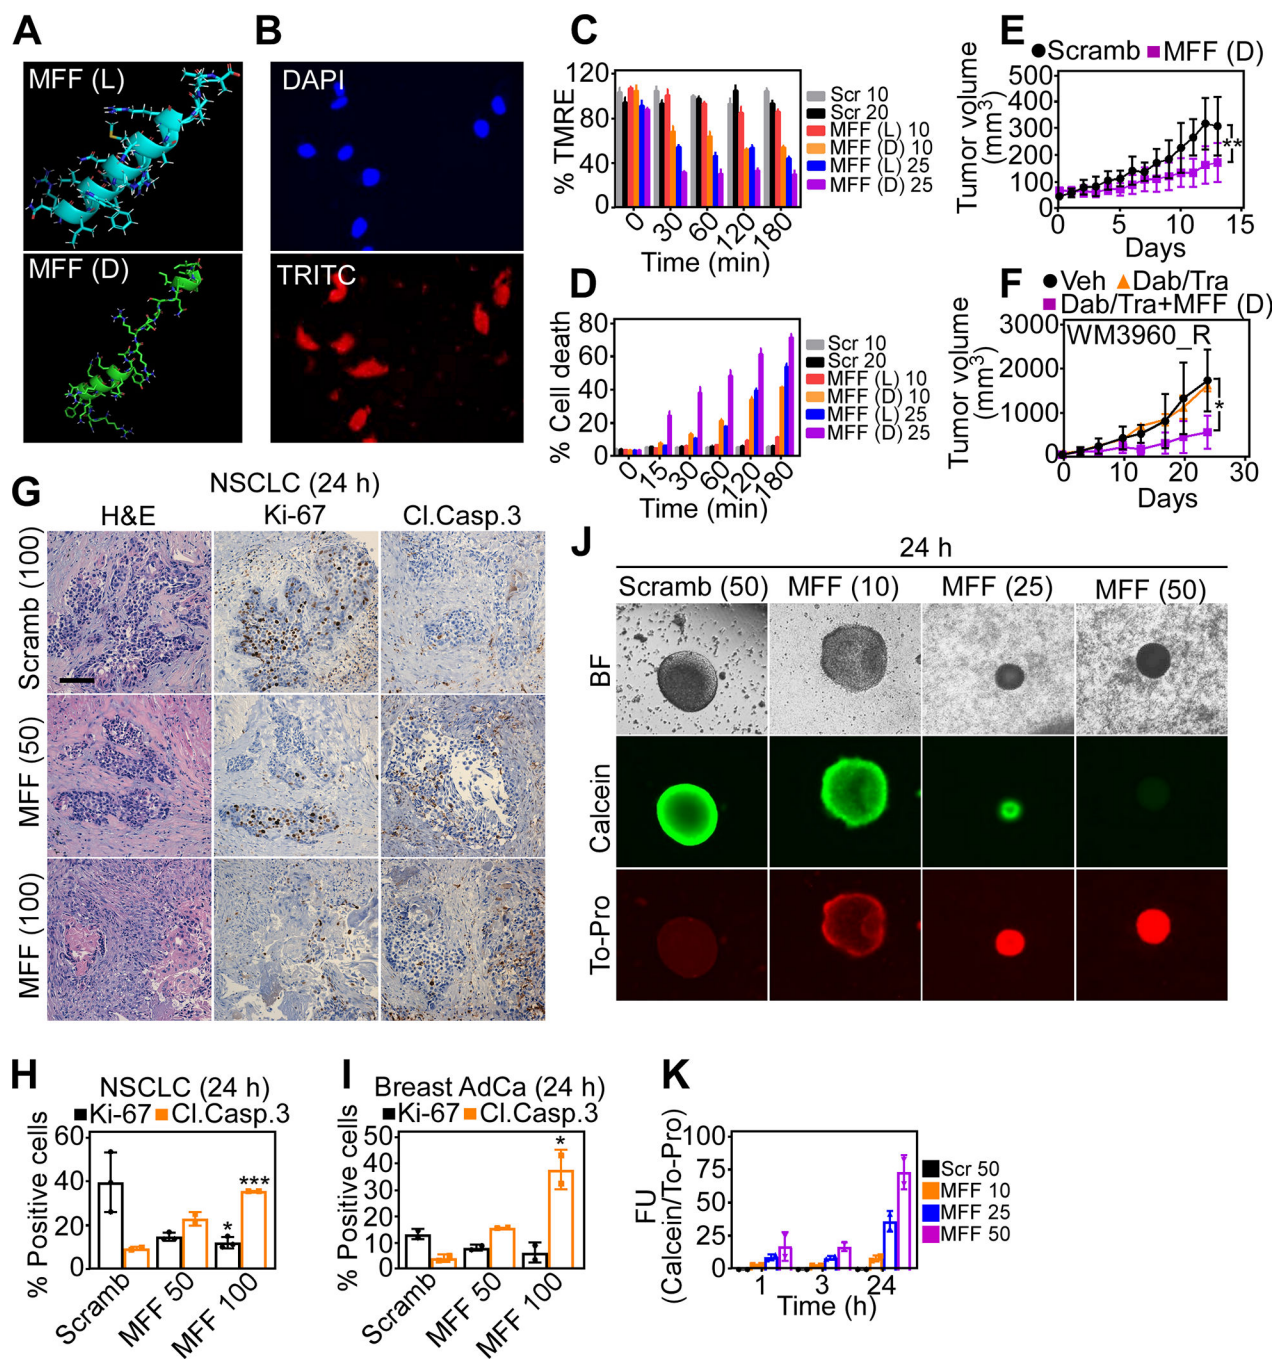 A
MFF (L)
MFF (D)
B
DAPI
TRITC
C
% TMRE
120
80
40
0
0
30
60
120
180
Time (min)
Scr 10
Scr 20
MFF (L) 10
MFF (D) 10
MFF (L) 25
MFF (D) 25
D
% Cell death
80
60
40
20
0
0
15
30
60
120
180
Time (min)
Scr 10
Scr 20
MFF (L) 10
MFF (D) 10
MFF (L) 25
MFF (D) 25
E
Scramb MFF (D)
Tumor volume
(mm3)
500
400
300
200
100
0
0 5 10 15
Days
**
F
Veh Dab/Tra
Dab/Tra+MFF (D)
WM3960_R
Tumor volume
(mm3)
3000
2000
1000
0
0 10 20 30
Days
*
G
NSCLC (24 h)
H&E Ki-67 Cl.Casp.3
Scramb (100)
MFF (50)
MFF (100)
J
24 h
Scramb (50) MFF (10) MFF (25) MFF (50)
BF
Calcein
To-Pro
H
NSCLC (24 h)
Ki-67 Cl.Casp.3
% Positive cells
60
40
20
0
*
***
Scramb
MFF 50
MFF 100
I
Breast AdCa (24 h)
Ki-67 Cl.Casp.3
% Positive cells
50
40
30
20
10
0
*
Scramb
MFF 50
MFF 100
K
FU
(Calcein/To-Pro)
100
75
50
25
0
1 3 24
Time (h)
Scr 50
MFF 10
MFF 25
MFF 50